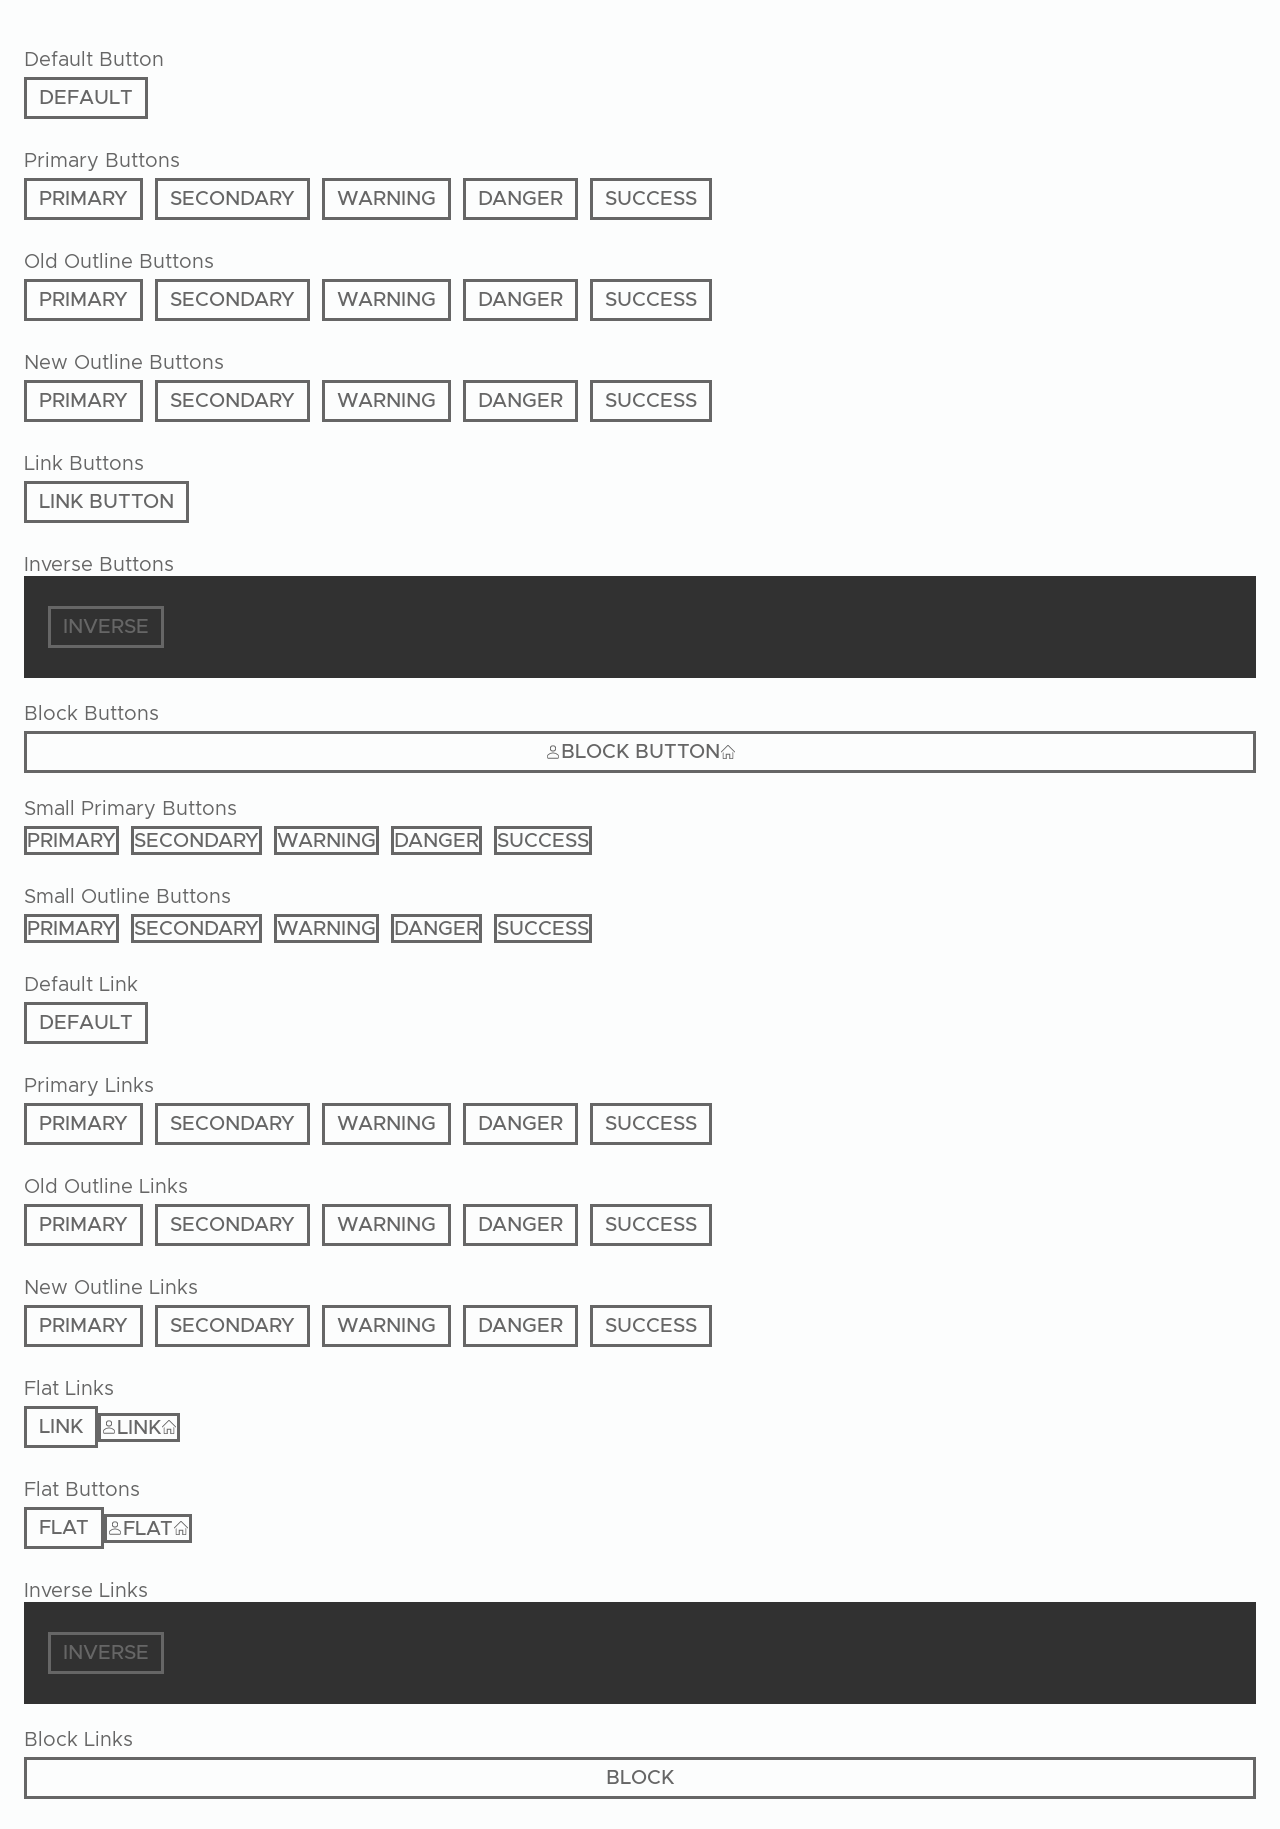 Default Button
DEFAULT
Primary Buttons
PRIMARY SECONDARY WARNING DANGER SUCCESS
Old Outline Buttons
PRIMARY SECONDARY WARNING DANGER SUCCESS
New Outline Buttons
PRIMARY SECONDARY WARNING DANGER SUCCESS
Link Buttons
LINK BUTTON
Inverse Buttons
INVERSE
Block Buttons
BLOCK BUTTON
Small Primary Buttons
PRIMARY SECONDARY WARNING DANGER SUCCESS
Small Outline Buttons
PRIMARY SECONDARY WARNING DANGER SUCCESS
Default Link
DEFAULT
Primary Links
PRIMARY SECONDARY WARNING DANGER SUCCESS
Old Outline Links
PRIMARY SECONDARY WARNING DANGER SUCCESS
New Outline Links
PRIMARY SECONDARY WARNING DANGER SUCCESS
Flat Links
LINK LINK
Flat Buttons
FLAT FLAT
Inverse Links
INVERSE
Block Links
BLOCK